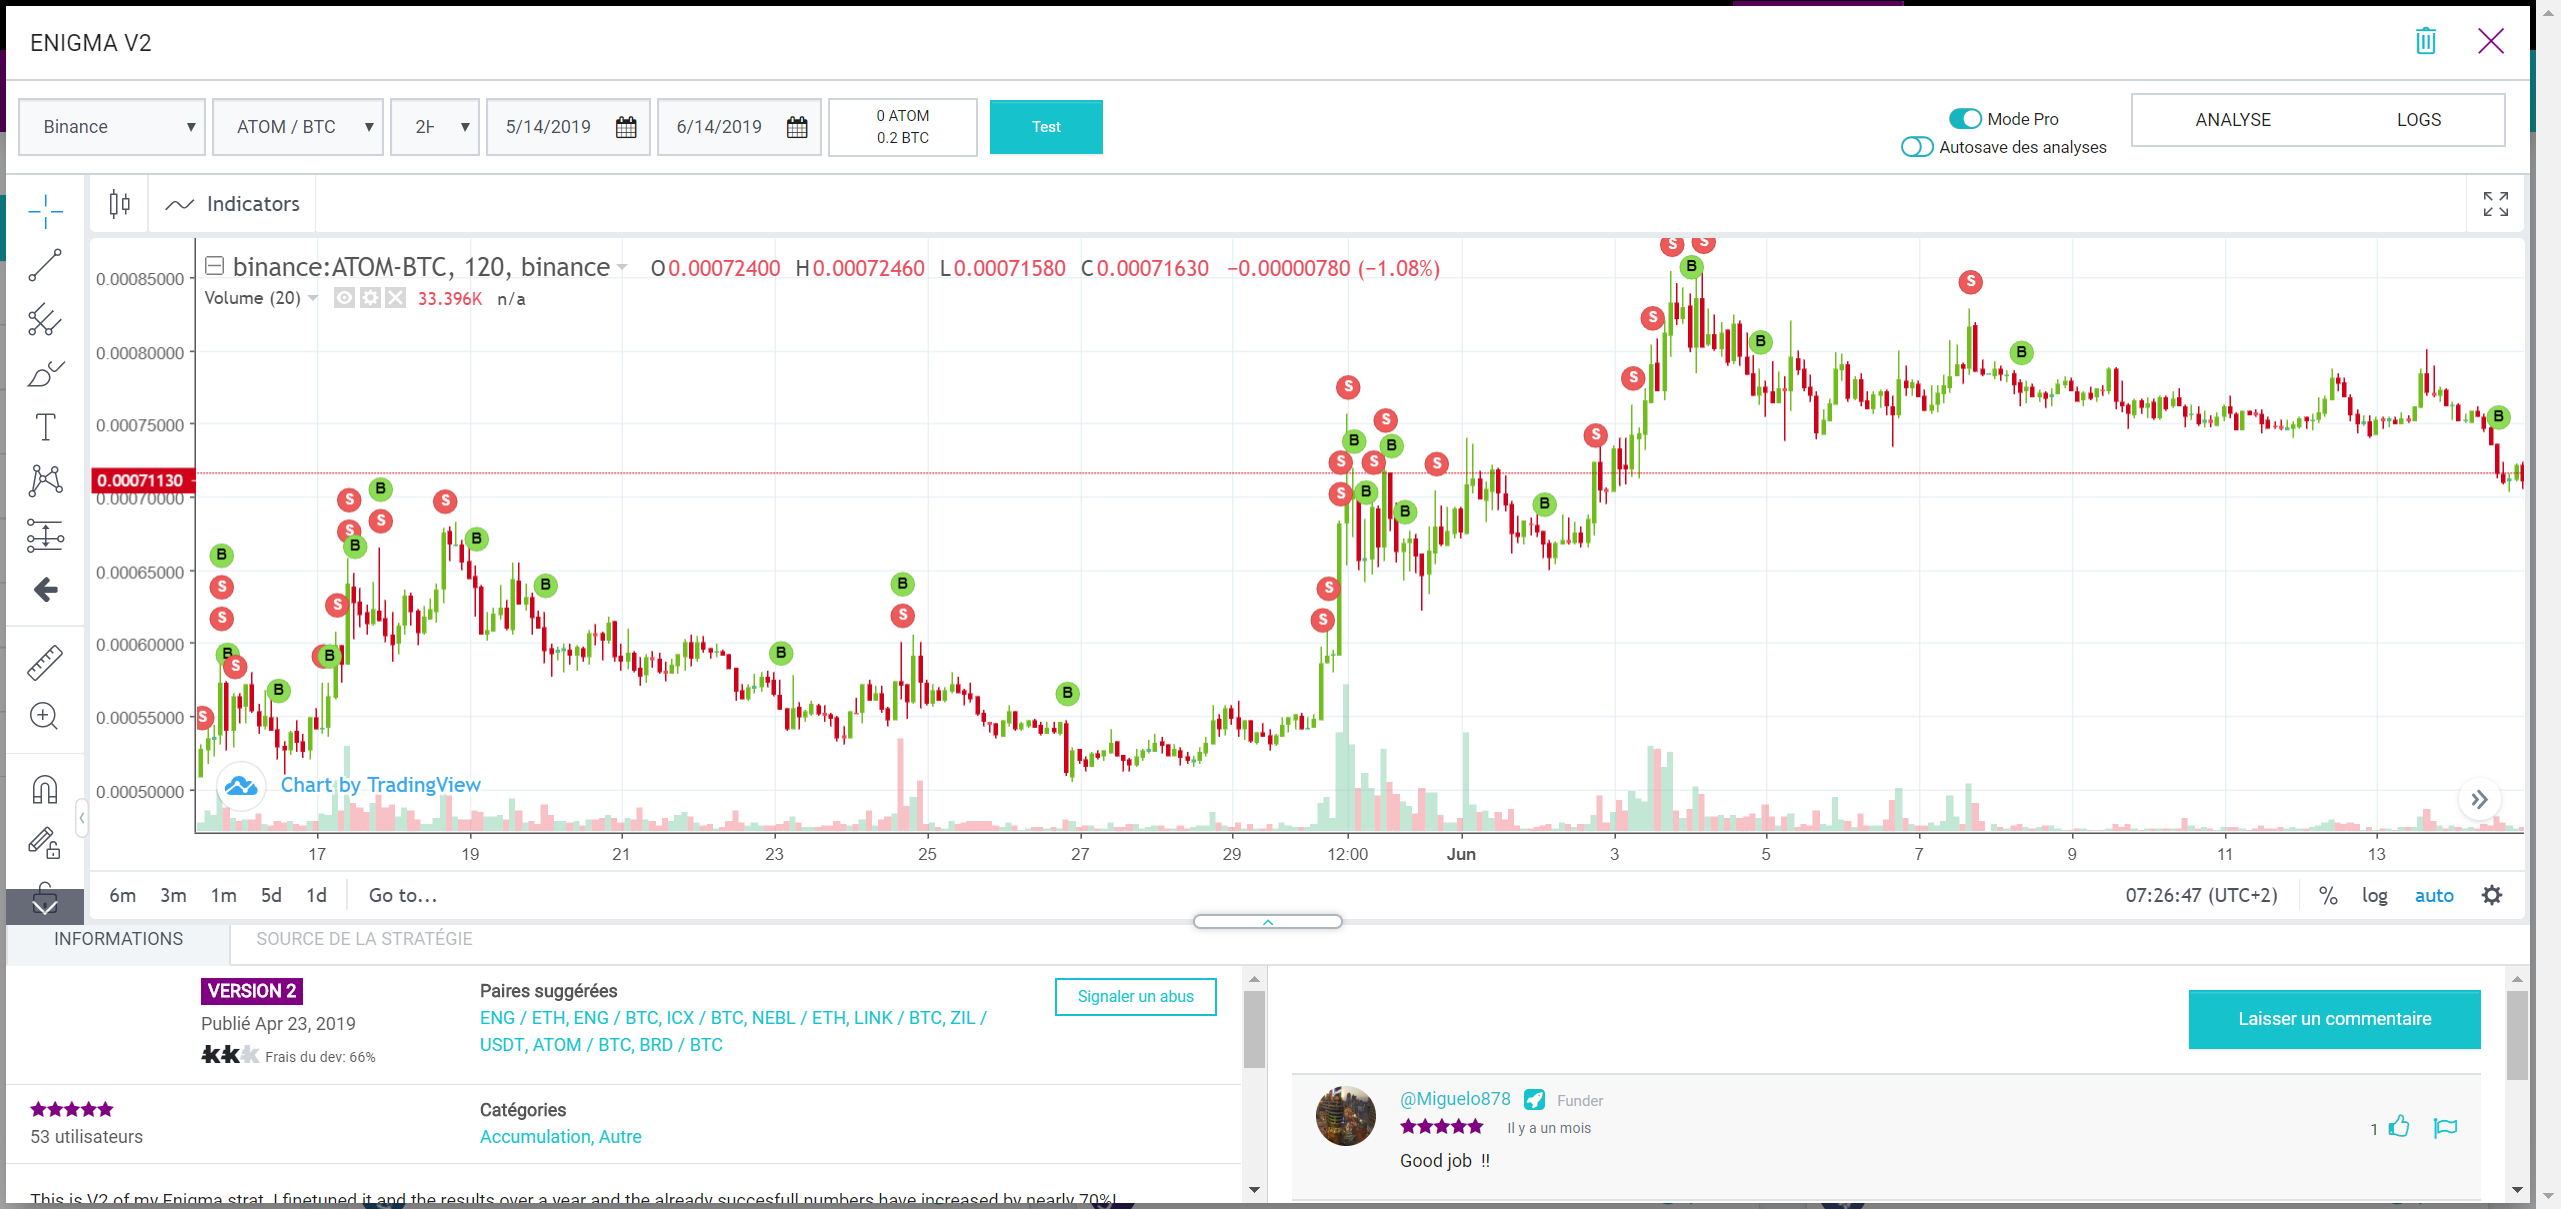 ENIGMA V2
Binance
ATOM / BTC
2H
5/14/2019
6/14/2019
0 ATOM
0.2 BTC
Test
Mode Pro
Autosave des analyses
ANALYSE
LOGS
Indicators
binance:ATOM-BTC, 120, binance O0.00072400 H0.00072460 L0.00071580 C0.00071630 −0.00000780 (−1.08%)
Volume (20) 33.396K n/a
0.00085000
0.00080000
0.00075000
0.00071130
0.00070000
0.00065000
0.00060000
0.00055000
0.00050000
Chart by TradingView
17 19 21 23 25 27 29 12:00 Jun 3 5 7 9 11 13
6m 3m 1m 5d 1d Go to...
07:26:47 (UTC+2) % log auto
INFORMATIONS
SOURCE DE LA STRATÉGIE
VERSION 2
Publié Apr 23, 2019
Frais du dev: 66%
Paires suggérées
ENG / ETH, ENG / BTC, ICX / BTC, NEBL / ETH, LINK / BTC, ZIL /
USDT, ATOM / BTC, BRD / BTC
Signaler un abus
53 utilisateurs
Catégories
Accumulation, Autre
This is V2 of my Enigma strat. I finetuned it and the results over a year and the already succesfull numbers have increased by nearly 70%!
Laisser un commentaire
@Miguelo878 Funder
Il y a un mois
Good job !!
1